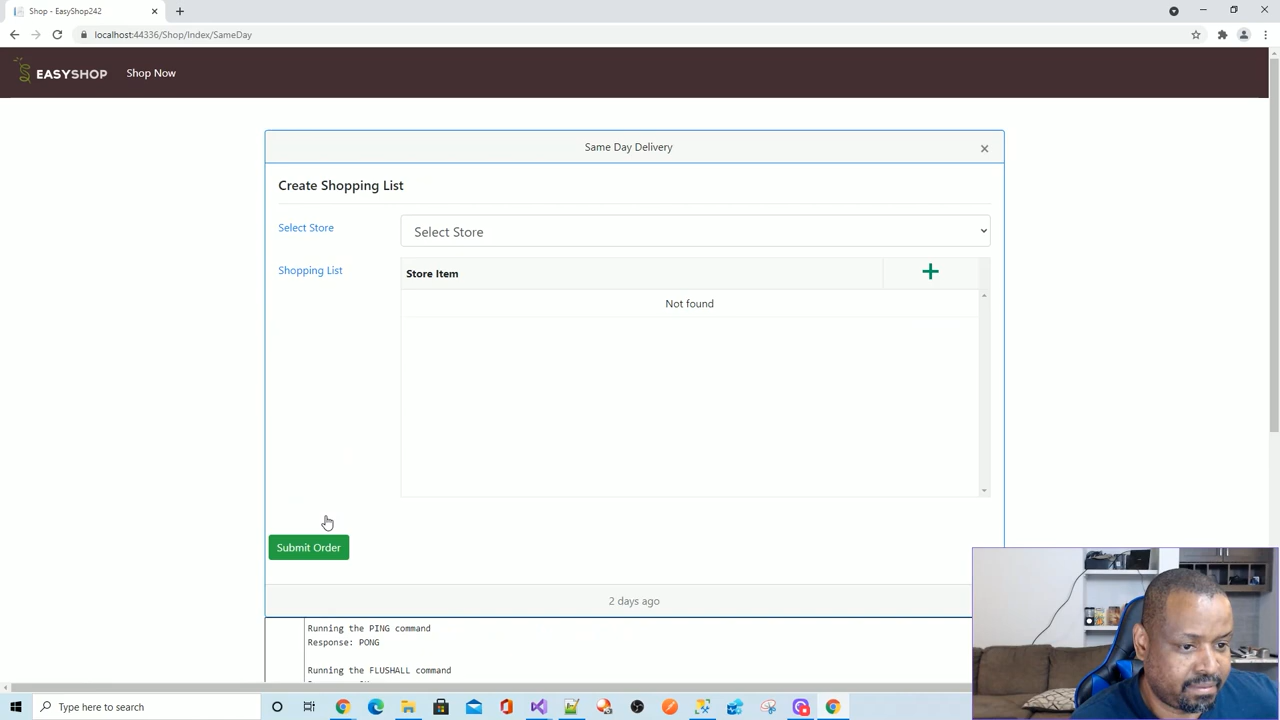 Shop - EasyShop242
localhost:44336/Shop/Index/SameDay
EASYSHOP
Shop Now
Same Day Delivery
Create Shopping List
Select Store
Select Store
Shopping List
Store Item
Not found
Submit Order
2 days ago
Running the PING command
Response: PONG
Running the FLUSHALL command
Type here to search